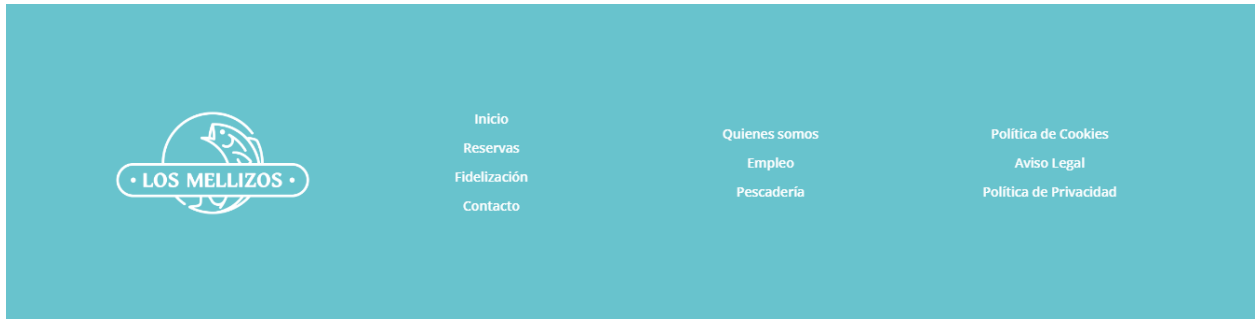 • LOS MELLIZOS •
Inicio
Reservas
Fidelización
Contacto
Quienes somos
Empleo
Pescadería
Política de Cookies
Aviso Legal
Política de Privacidad